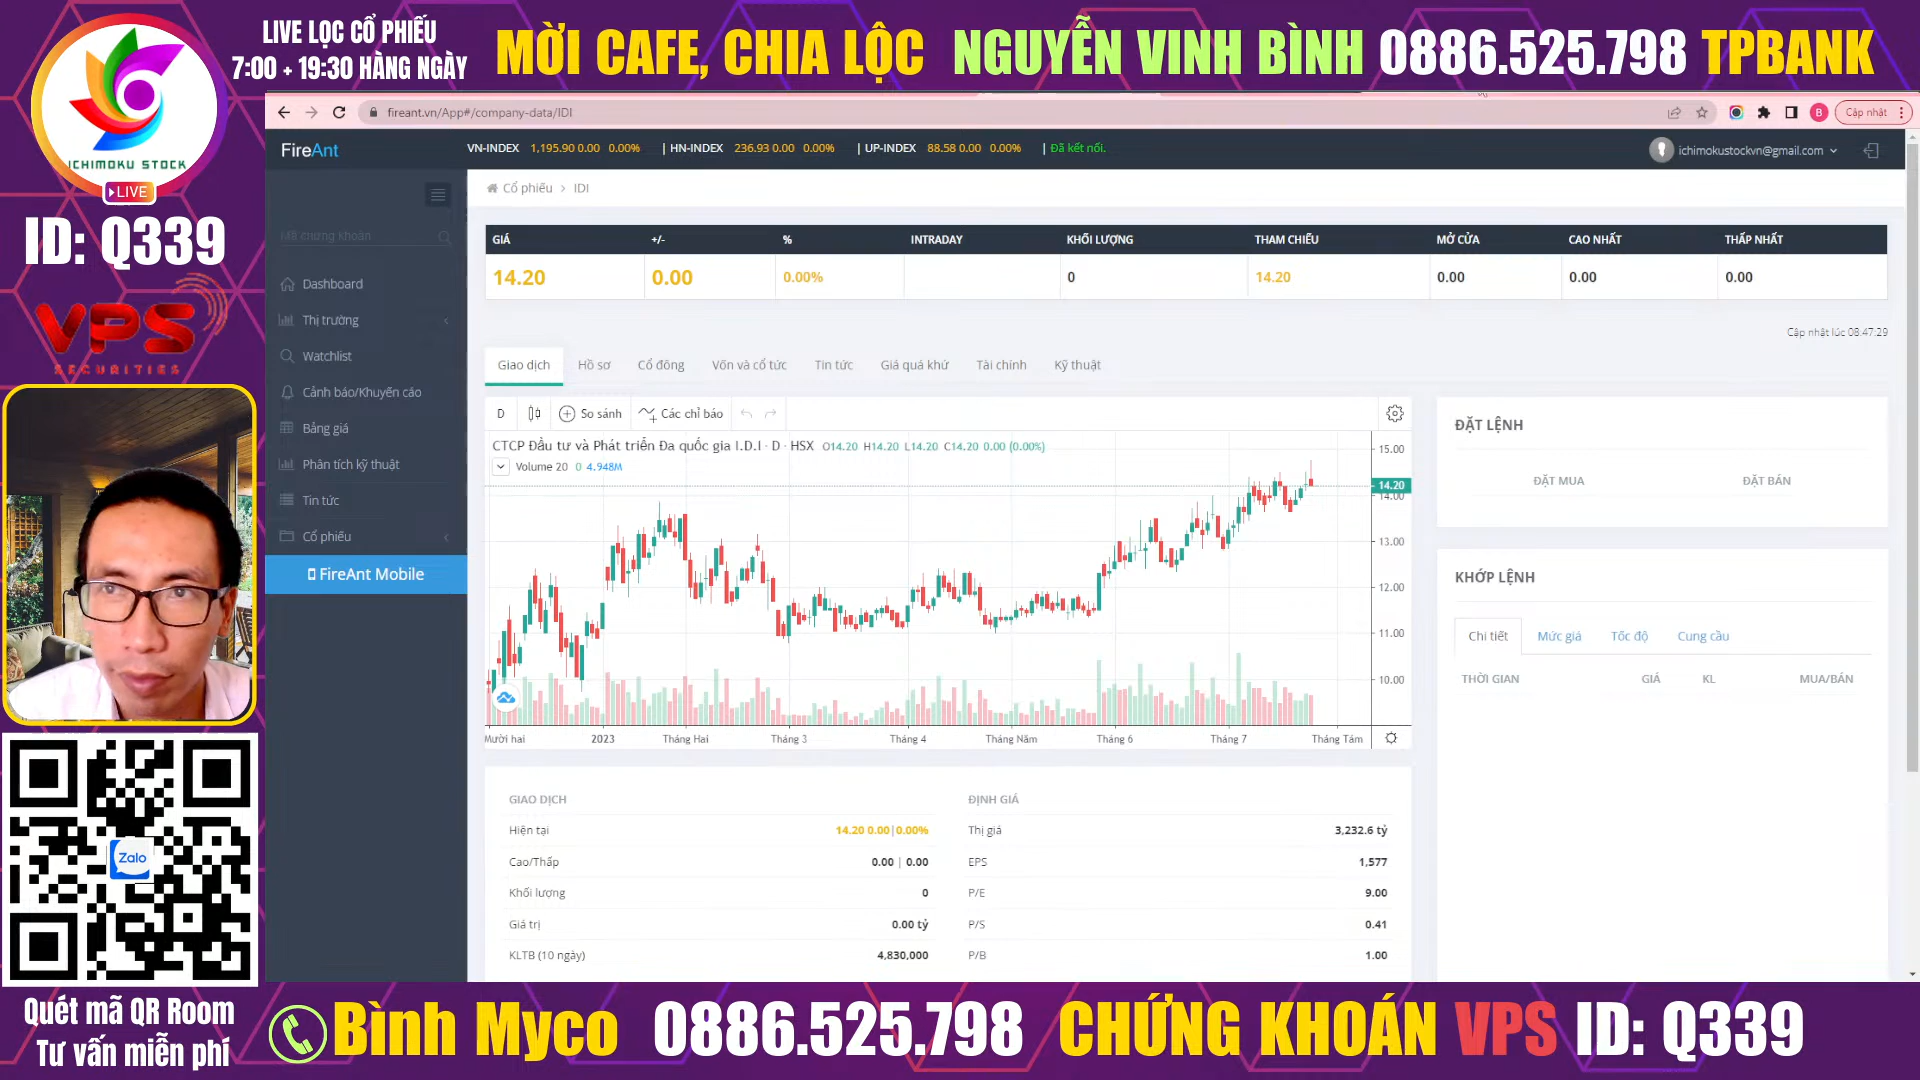 LIVE LỌC CỔ PHIẾU
7:00 + 19:30 HÀNG NGÀY
MỜI CAFE, CHIA LỘC NGUYỄN VINH BÌNH 0886.525.798 TPBANK
ICHIMOKU STOCK
LIVE
ID: Q339
VPS
SECURITIES
fireant.vn/App#/company-data/IDI
B
Cập nhật
FireAnt
VN-INDEX 1,195.90 0.00 0.00% | HN-INDEX 236.93 0.00 0.00% | UP-INDEX 88.58 0.00 0.00% | Đã kết nối.
ichimokustockvn@gmail.com
Mã chứng khoán
Dashboard
Thị trường
Watchlist
Cảnh báo/Khuyến cáo
Bảng giá
Phân tích kỹ thuật
Tin tức
Cổ phiếu
FireAnt Mobile
Cổ phiếu > IDI
GIÁ +/- % INTRADAY KHỐI LƯỢNG THAM CHIẾU MỞ CỬA CAO NHẤT THẤP NHẤT
14.20 0.00 0.00% 0 14.20 0.00 0.00 0.00
Cập nhật lúc 08:47:29
Giao dịch Hồ sơ Cổ đông Vốn và cổ tức Tin tức Giá quá khứ Tài chính Kỹ thuật
D So sánh Các chỉ báo
CTCP Đầu tư và Phát triển Đa quốc gia I.D.I · D · HSX O14.20 H14.20 L14.20 C14.20 0.00 (0.00%)
Volume 20 0 4.948M
15.00
14.20
14.00
13.00
12.00
11.00
10.00
Mười hai 2023 Tháng Hai Tháng 3 Tháng 4 Tháng Năm Tháng 6 Tháng 7 Tháng Tám
GIAO DỊCH
Hiện tại 14.20 0.00|0.00%
Cao/Thấp 0.00 | 0.00
Khối lượng 0
Giá trị 0.00 tỷ
KLTB (10 ngày) 4,830,000
ĐỊNH GIÁ
Thị giá 3,232.6 tỷ
EPS 1,577
P/E 9.00
P/S 0.41
P/B 1.00
ĐẶT LỆNH
ĐẶT MUA ĐẶT BÁN
KHỚP LỆNH
Chi tiết Mức giá Tốc độ Cung cầu
THỜI GIAN GIÁ KL MUA/BÁN
Zalo
Quét mã QR Room
Tư vấn miễn phí
Bình Myco 0886.525.798 CHỨNG KHOÁN VPS ID: Q339